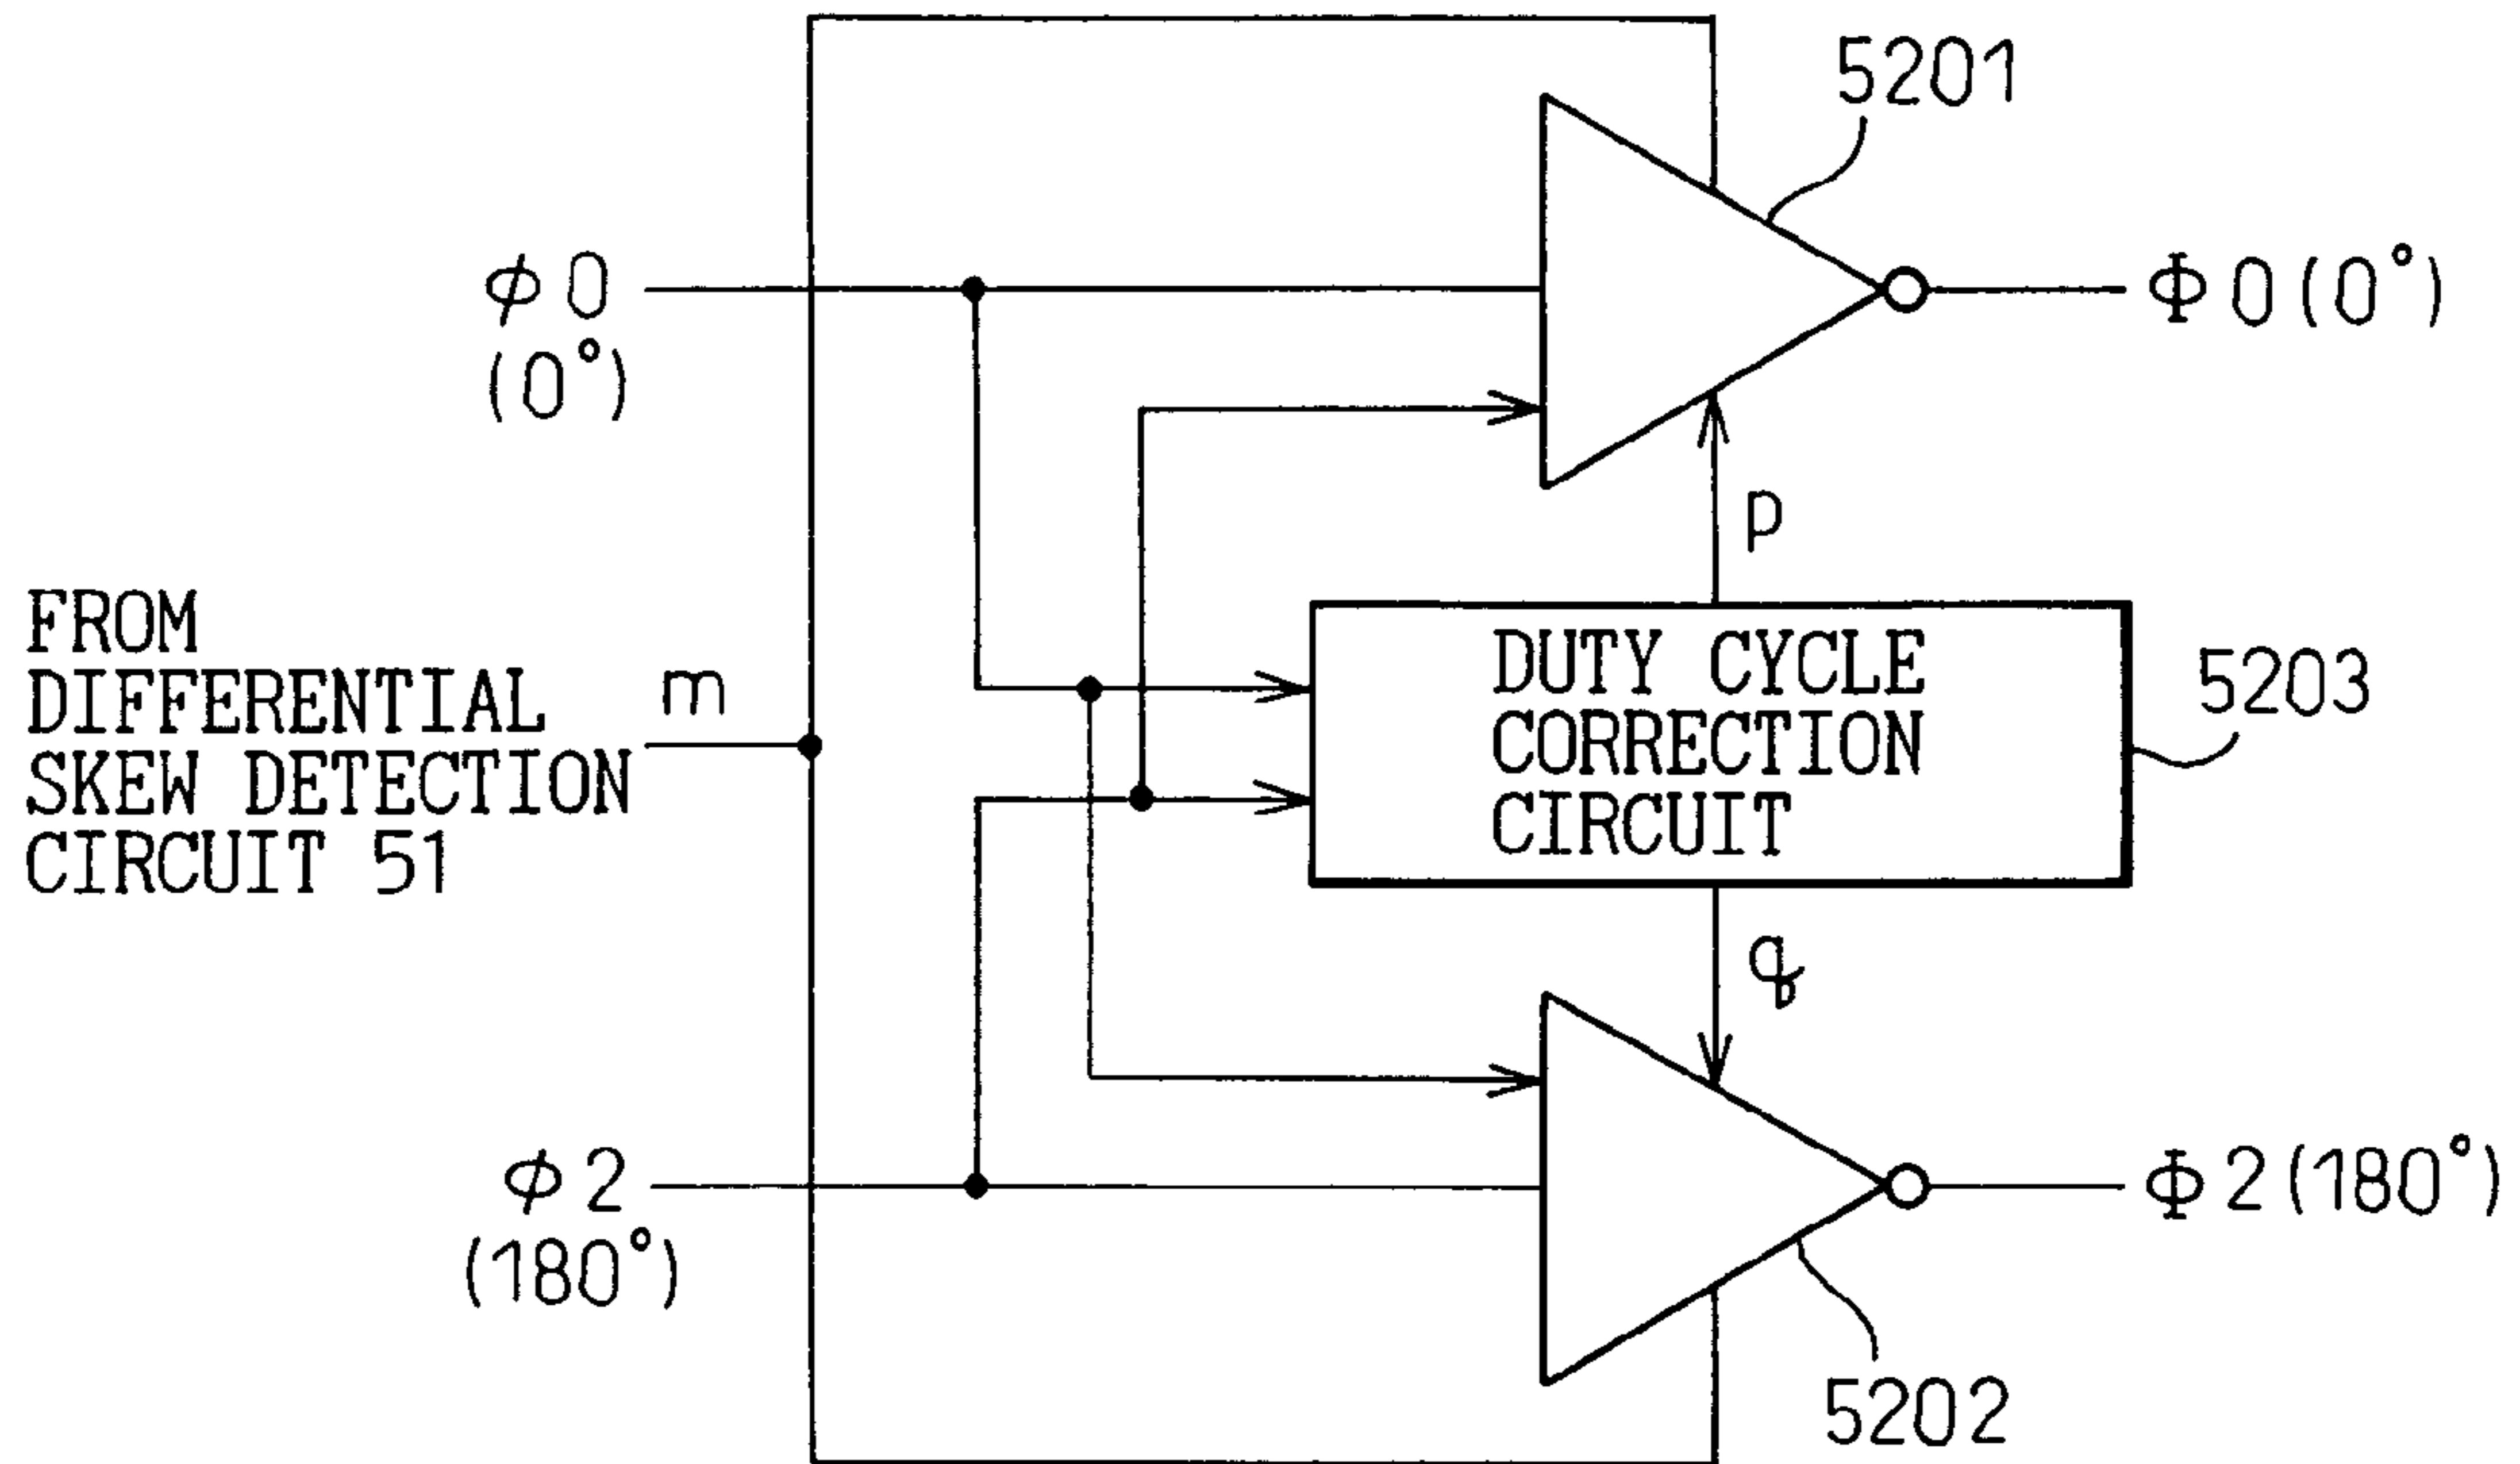 5201
φ0
(0°)
Φ0(0°)
p
FROM
DIFFERENTIAL
SKEW DETECTION
CIRCUIT 51
m
DUTY CYCLE
CORRECTION
CIRCUIT
5203
q
φ2
(180°)
Φ2(180°)
5202